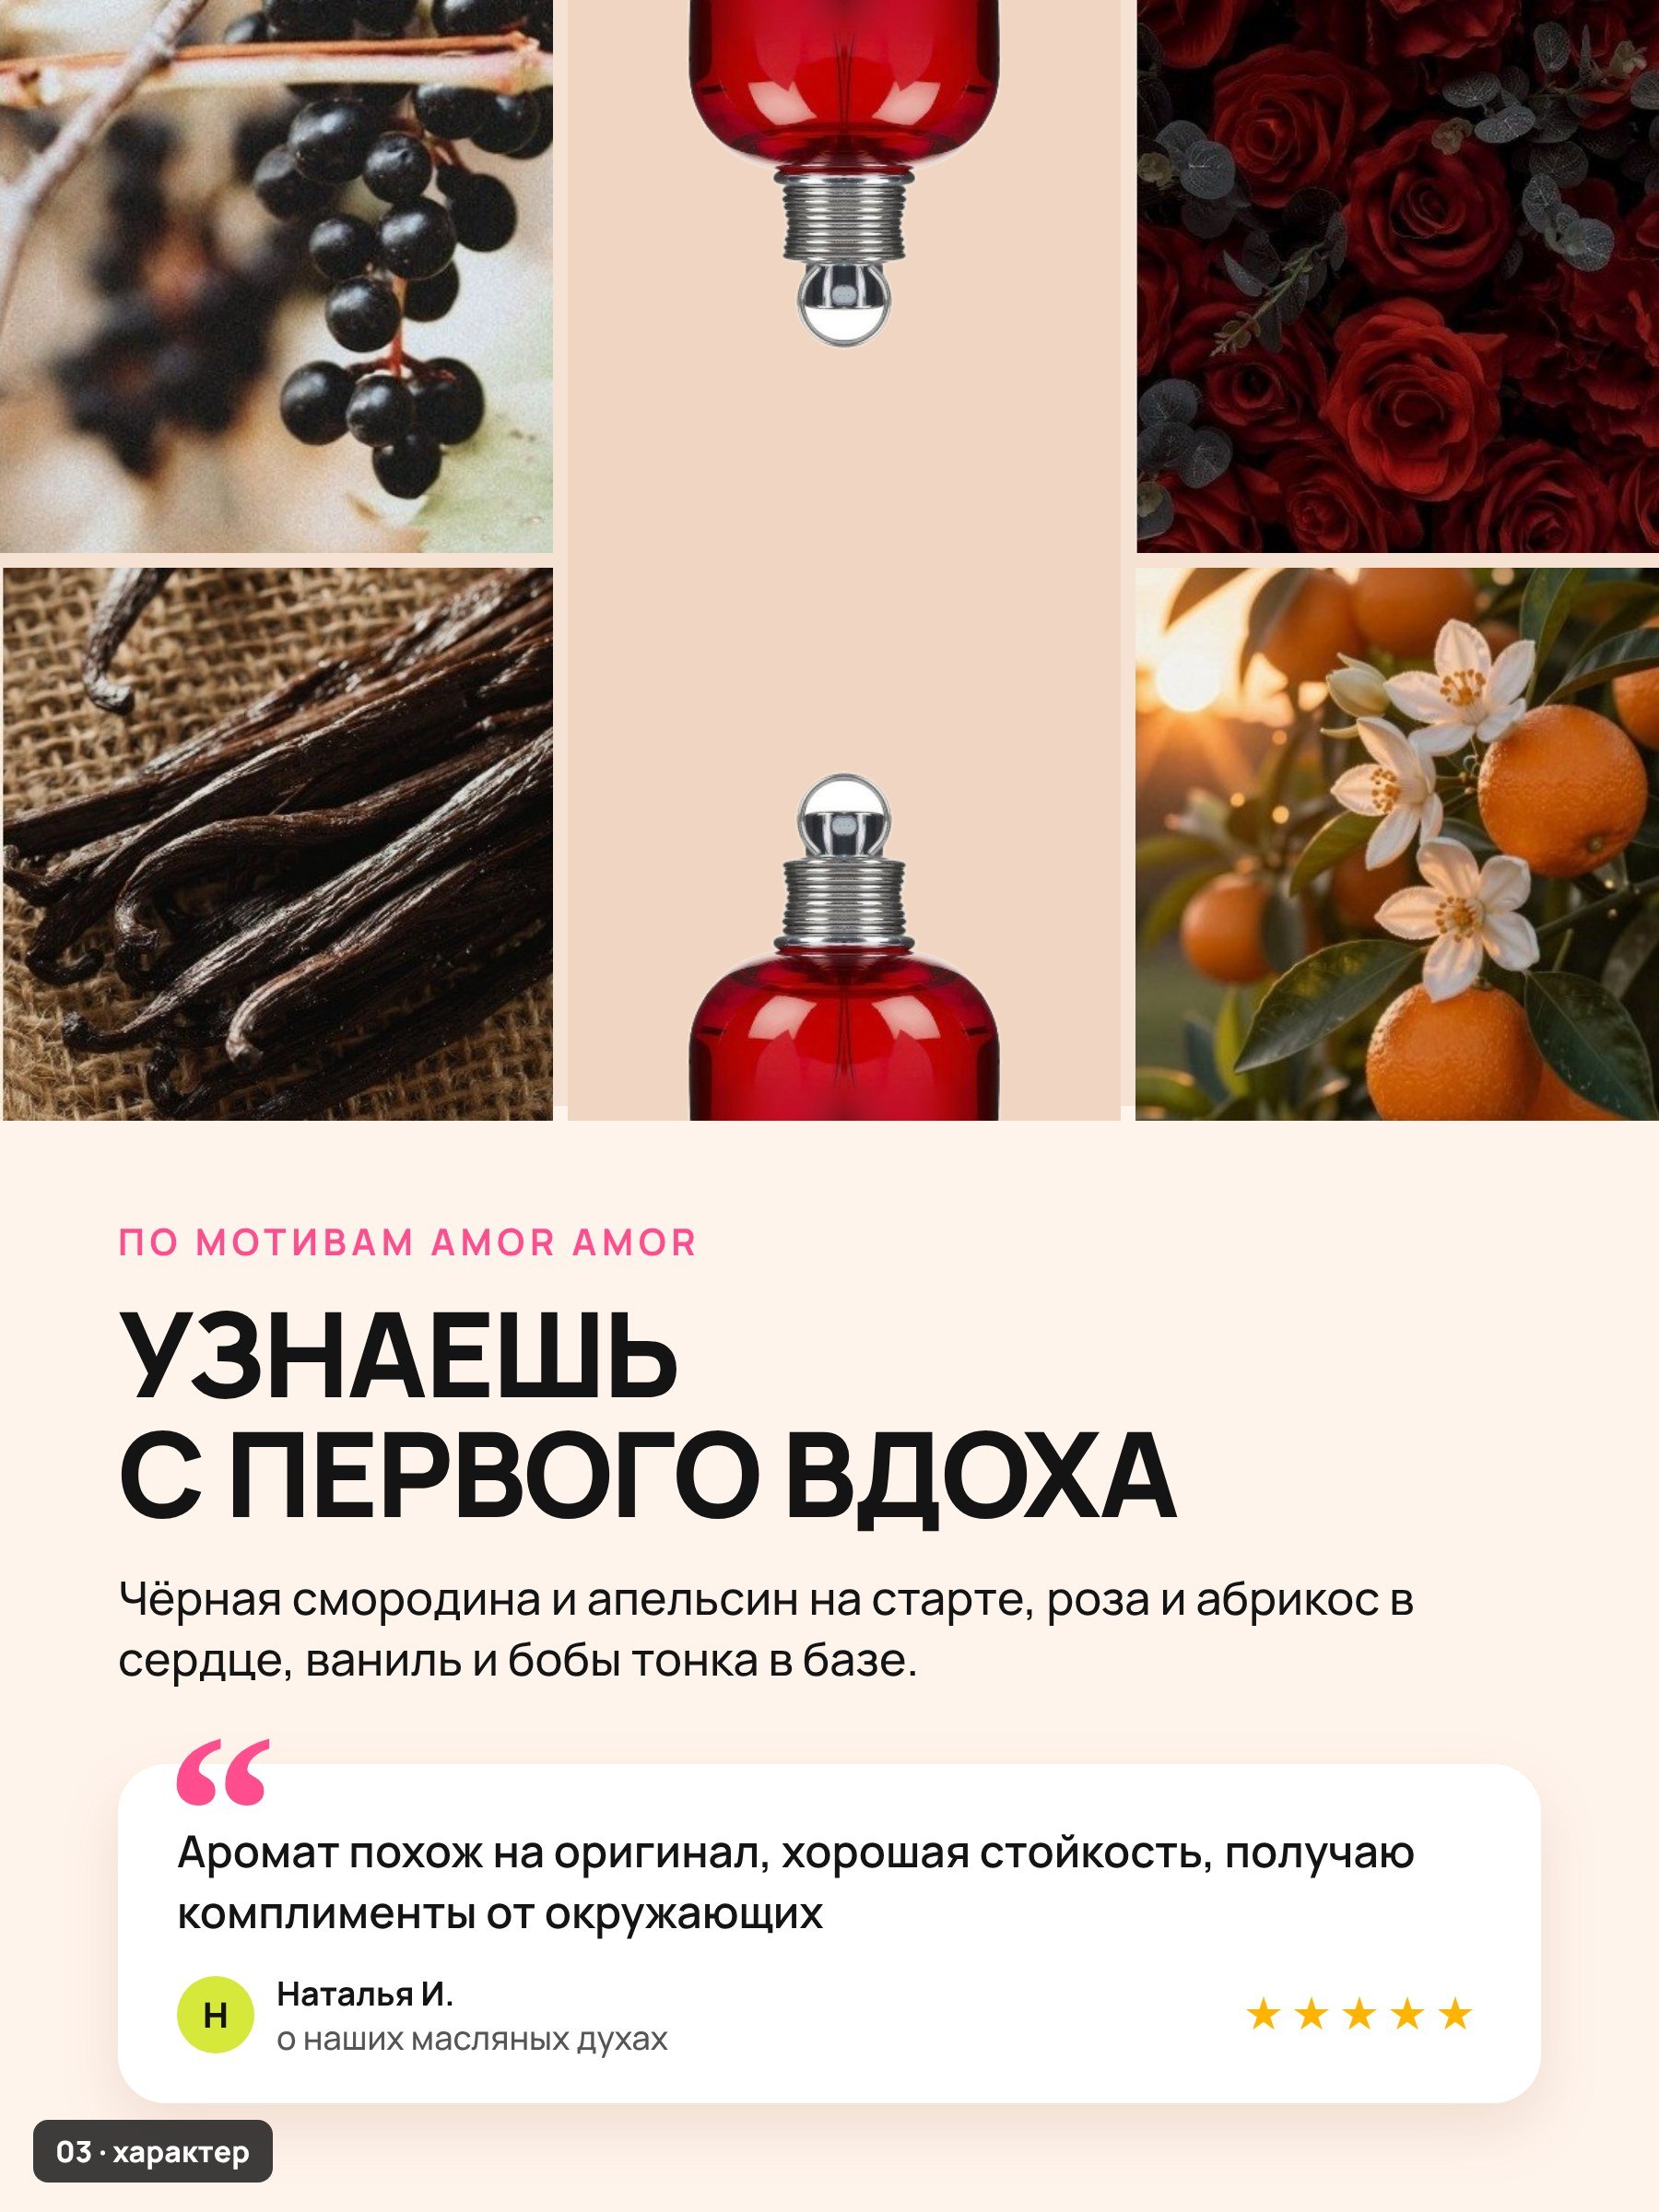 ПО МОТИВАМ AMOR AMOR
УЗНАЕШЬ
С ПЕРВОГО ВДОХА
Чёрная смородина и апельсин на старте, роза и абрикос в
сердце, ваниль и бобы тонка в базе.
“
Аромат похож на оригинал, хорошая стойкость, получаю
комплименты от окружающих
Н
Наталья И.
о наших масляных духах
★★★★★
03 · характер